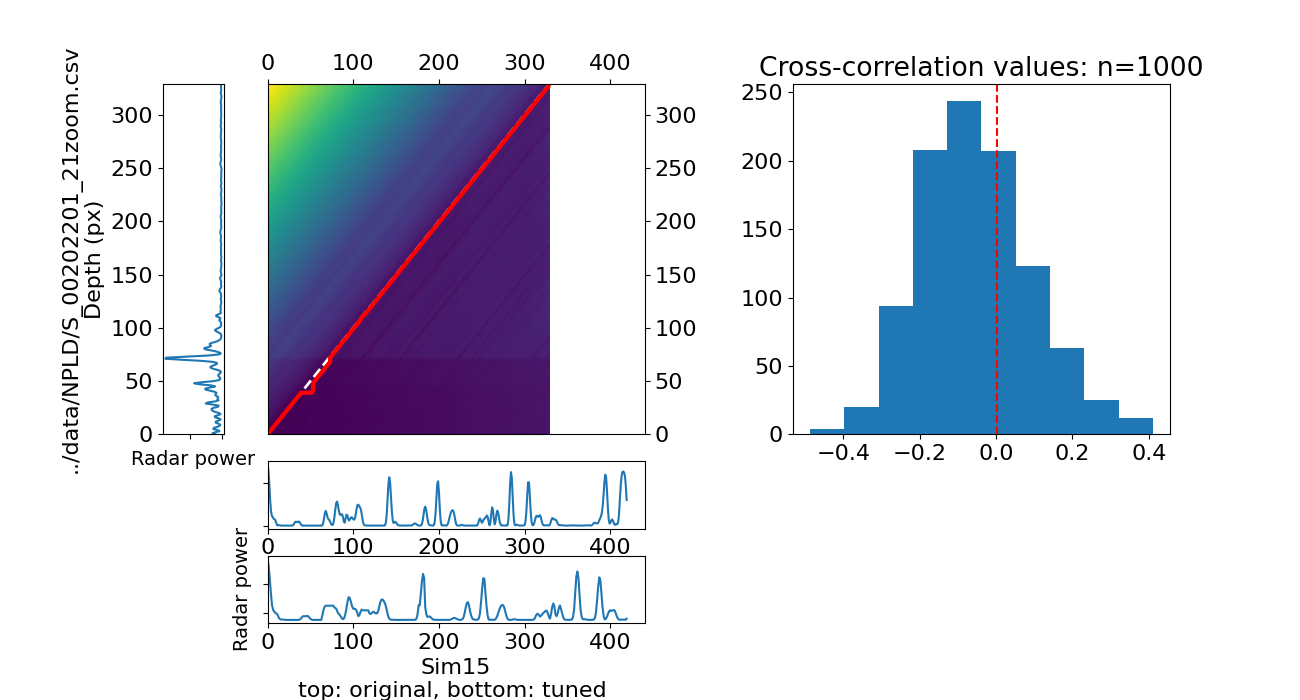 ../data/NPLD/S_00202201_21zoom.csv
Depth (px)
0 100 200 300 400
300
250
200
150
100
50
0
300
250
200
150
100
50
0
Radar power
0 100 200 300 400
Radar power
0 100 200 300 400
Sim15
top: original, bottom: tuned
Cross-correlation values: n=1000
250
200
150
100
50
0
−0.4 −0.2 0.0 0.2 0.4